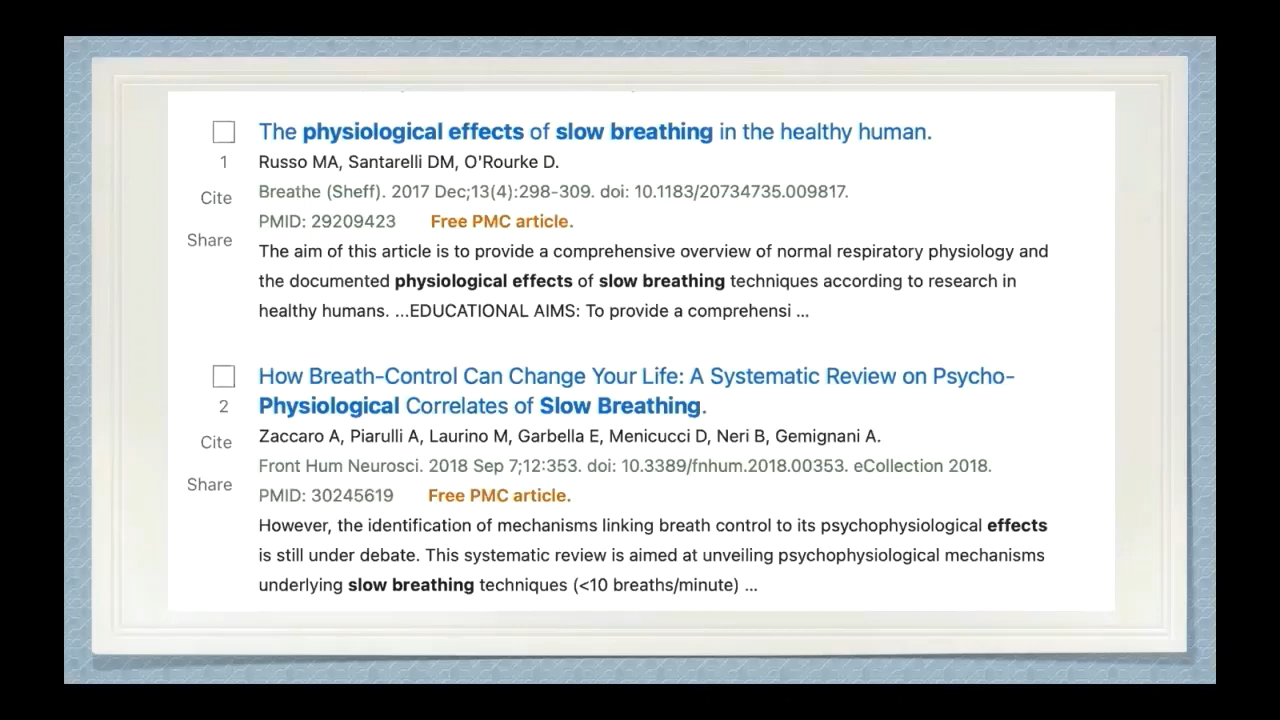 The physiological effects of slow breathing in the healthy human.
1
Russo MA, Santarelli DM, O'Rourke D.
Cite
Breathe (Sheff). 2017 Dec;13(4):298-309. doi: 10.1183/20734735.009817.
PMID: 29209423 Free PMC article.
Share
The aim of this article is to provide a comprehensive overview of normal respiratory physiology and
the documented physiological effects of slow breathing techniques according to research in
healthy humans. ...EDUCATIONAL AIMS: To provide a comprehensi ...
How Breath-Control Can Change Your Life: A Systematic Review on Psycho-
2
Physiological Correlates of Slow Breathing.
Cite
Zaccaro A, Piarulli A, Laurino M, Garbella E, Menicucci D, Neri B, Gemignani A.
Front Hum Neurosci. 2018 Sep 7;12:353. doi: 10.3389/fnhum.2018.00353. eCollection 2018.
Share
PMID: 30245619 Free PMC article.
However, the identification of mechanisms linking breath control to its psychophysiological effects
is still under debate. This systematic review is aimed at unveiling psychophysiological mechanisms
underlying slow breathing techniques (<10 breaths/minute) ...